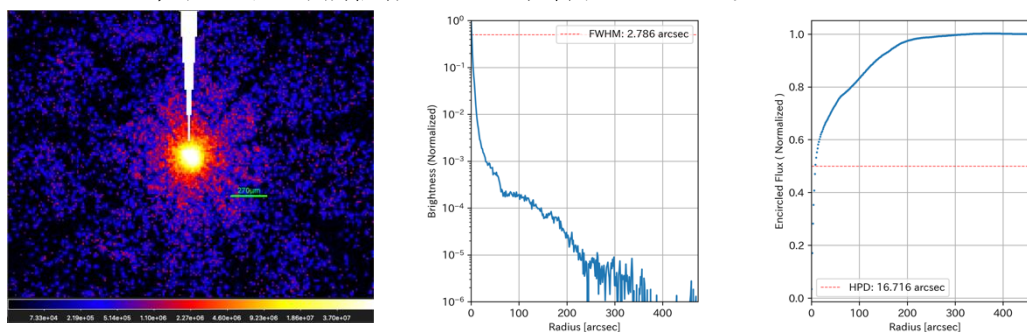 270μm
7.33e+04 2.19e+05 5.14e+05 1.10e+06 2.27e+06 4.60e+06 9.23e+06 1.86e+07 3.70e+07
FWHM: 2.786 arcsec
Brightness (Normalized)
10⁰
10⁻¹
10⁻²
10⁻³
10⁻⁴
10⁻⁵
10⁻⁶
0 100 200 300 400
Radius [arcsec]
Encircled Flux ( Normalized )
1.0
0.8
0.6
0.4
0.2
0.0
HPD: 16.716 arcsec
0 100 200 300 400
Radius [arcsec]